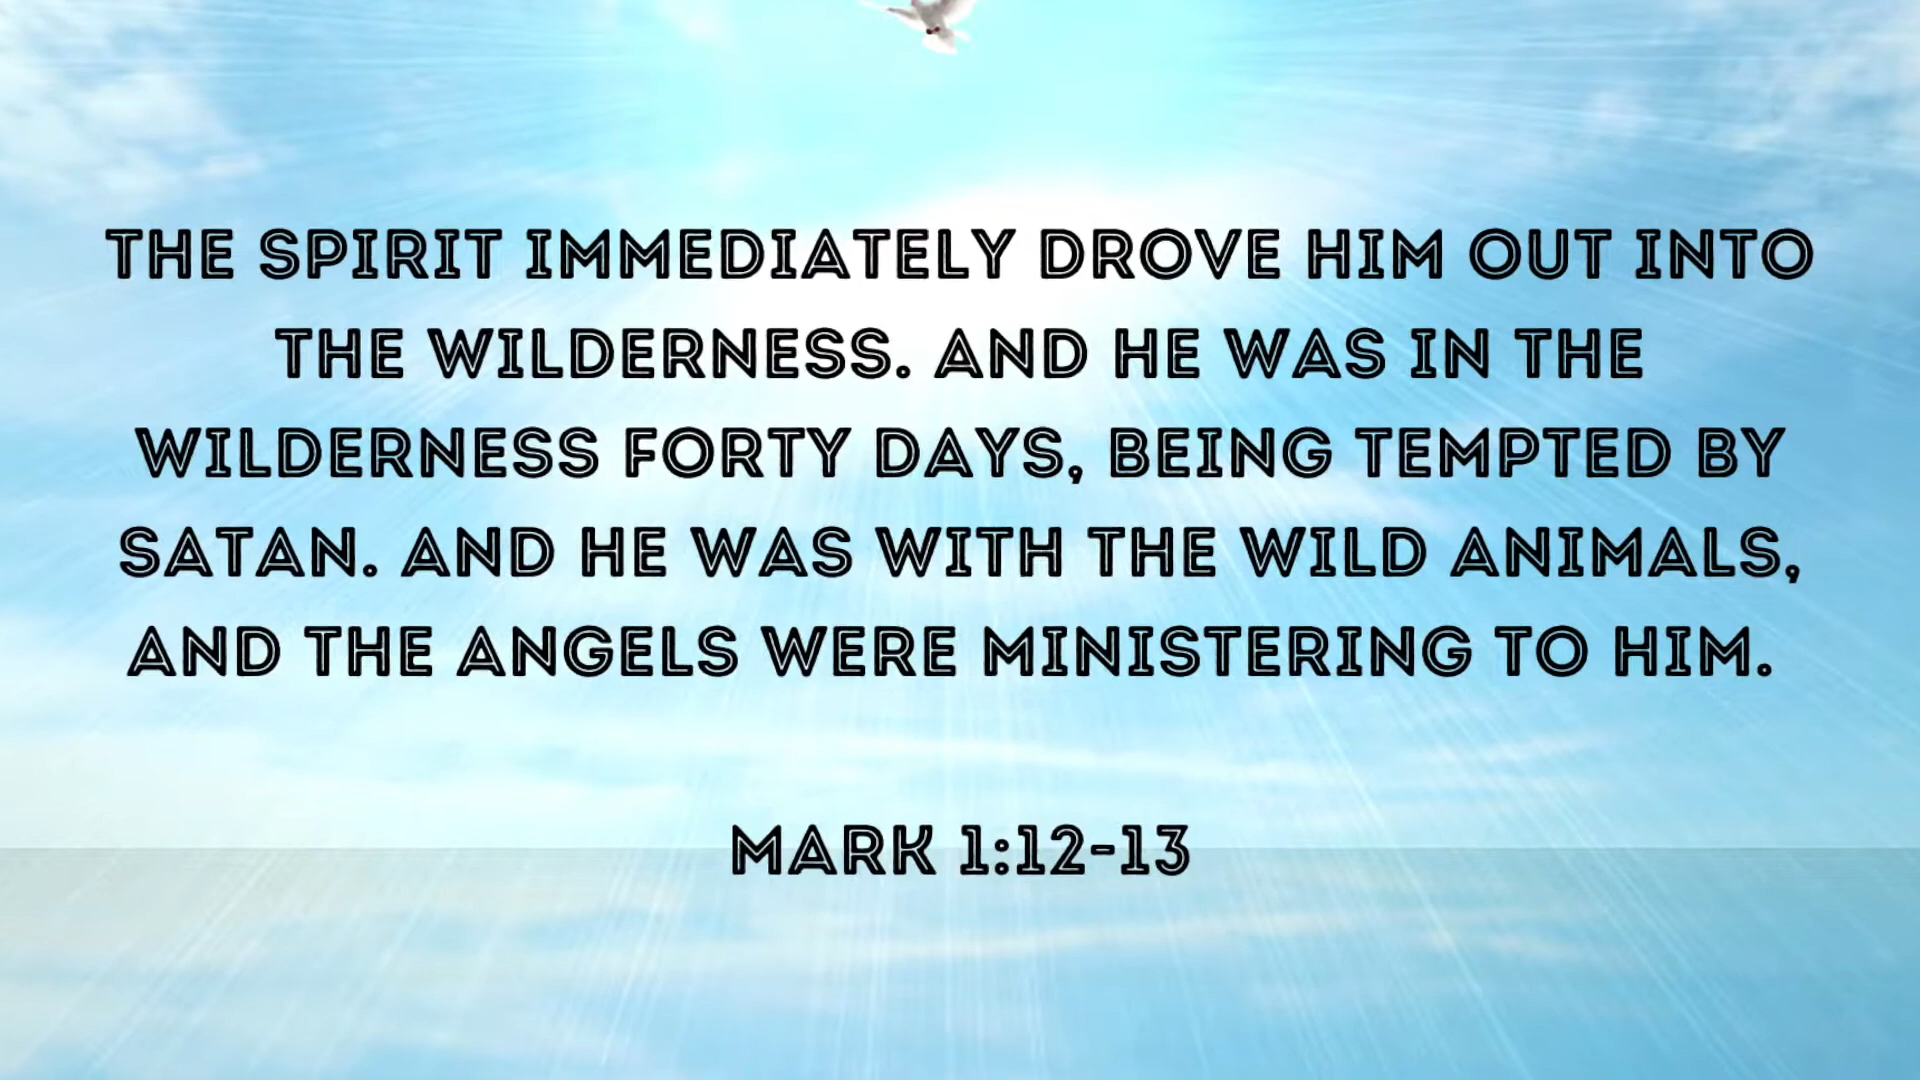 THE SPIRIT IMMEDIATELY DROVE HIM OUT INTO
THE WILDERNESS. AND HE WAS IN THE
WILDERNESS FORTY DAYS, BEING TEMPTED BY
SATAN. AND HE WAS WITH THE WILD ANIMALS,
AND THE ANGELS WERE MINISTERING TO HIM.
MARK 1:12-13